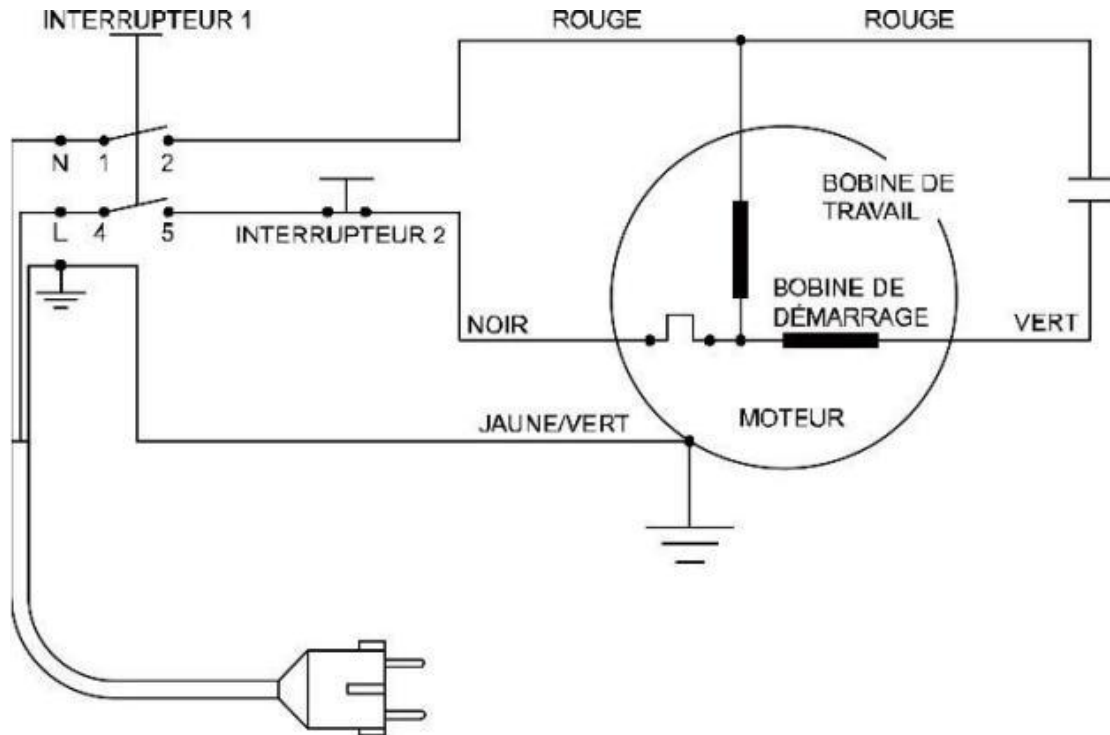 INTERRUPTEUR 1
ROUGE
ROUGE
N 1 2
L 4 5
INTERRUPTEUR 2
BOBINE DE
TRAVAIL
BOBINE DE
DÉMARRAGE
NOIR
VERT
JAUNE/VERT
MOTEUR